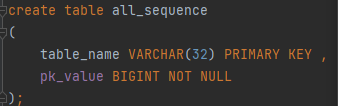 create table all_sequence
(
table_name VARCHAR(32) PRIMARY KEY ,
pk_value BIGINT NOT NULL
);